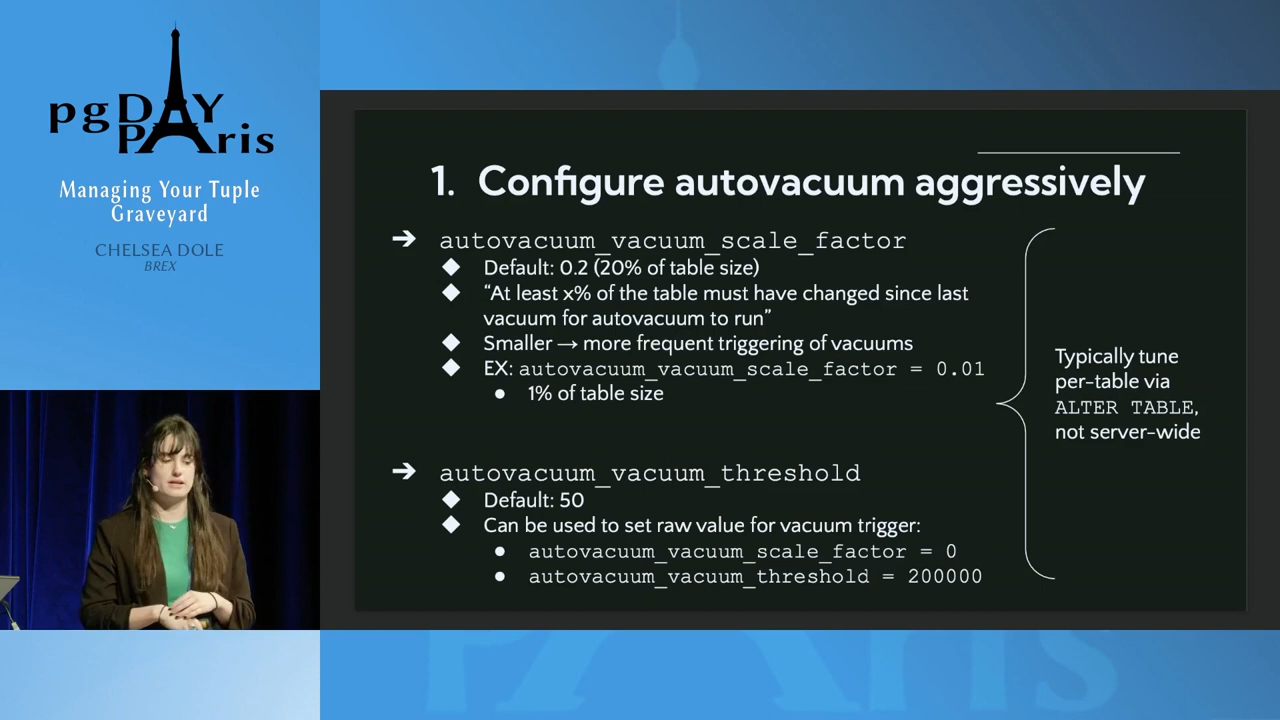 pgDAY
PAris
Managing Your Tuple
Graveyard
CHELSEA DOLE
BREX
1. Configure autovacuum aggressively
➔ autovacuum_vacuum_scale_factor
◆ Default: 0.2 (20% of table size)
◆ “At least x% of the table must have changed since last
vacuum for autovacuum to run”
◆ Smaller → more frequent triggering of vacuums
◆ EX: autovacuum_vacuum_scale_factor = 0.01
● 1% of table size
➔ autovacuum_vacuum_threshold
◆ Default: 50
◆ Can be used to set raw value for vacuum trigger:
● autovacuum_vacuum_scale_factor = 0
● autovacuum_vacuum_threshold = 200000
Typically tune
per-table via
ALTER TABLE,
not server-wide